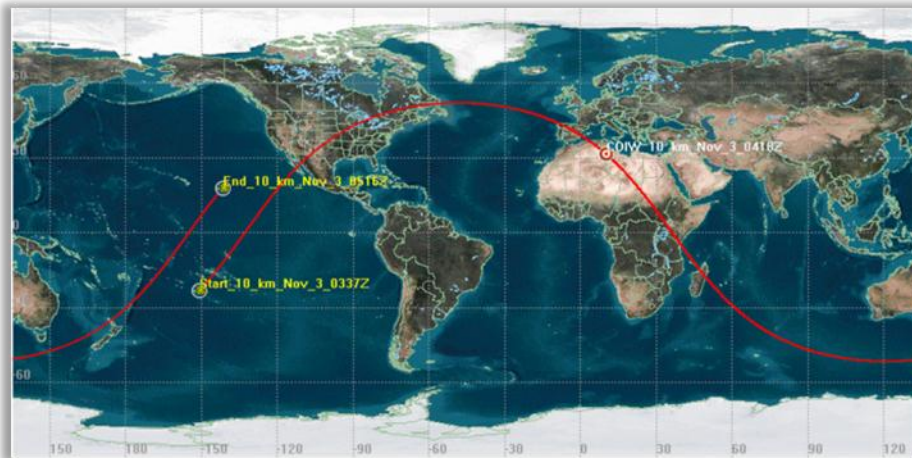 60
COIW_10_km_Nov_3_0418Z
30
End_10_km_Nov_3_0516Z
0
Start_10_km_Nov_3_0337Z
-60
150 180 -150 -120 -90 -60 -30 0 30 60 90 120